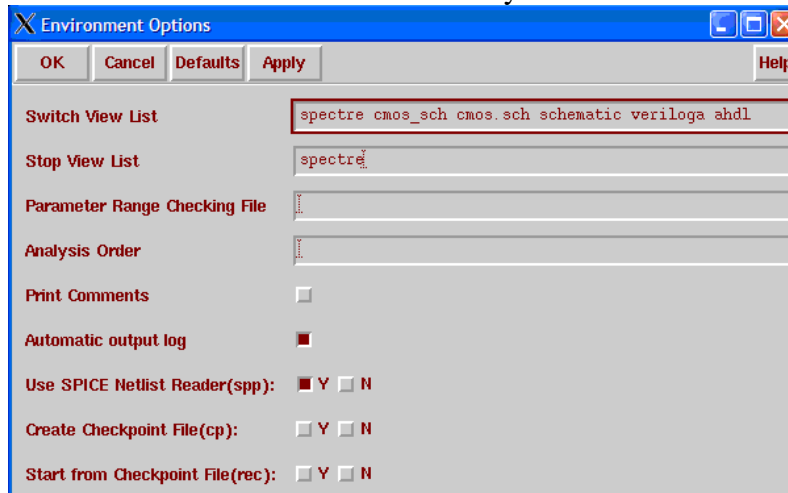 Environment Options
OK Cancel Defaults Apply Help
Switch View List spectre cmos_sch cmos.sch schematic veriloga ahdl
Stop View List spectre
Parameter Range Checking File
Analysis Order
Print Comments
Automatic output log
Use SPICE Netlist Reader(spp): Y N
Create Checkpoint File(cp): Y N
Start from Checkpoint File(rec): Y N